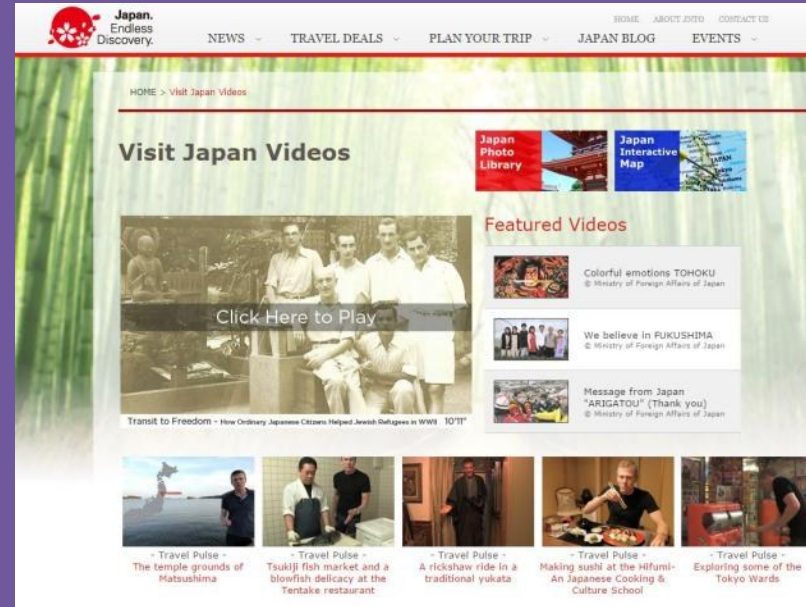 Japan.
Endless
Discovery.
HOME ABOUT JNTO CONTACT US
NEWS TRAVEL DEALS PLAN YOUR TRIP JAPAN BLOG EVENTS
HOME > Visit Japan Videos
Visit Japan Videos
Japan
Photo
Library
Japan
Interactive
Map
JAPAN
Tokyo
Click Here to Play
Transit to Freedom - How Ordinary Japanese Citizens Helped Jewish Refugees in WWII 10'11"
Featured Videos
Colorful emotions TOHOKU
© Ministry of Foreign Affairs of Japan
We believe in FUKUSHIMA
© Ministry of Foreign Affairs of Japan
Message from Japan
"ARIGATOU" (Thank you)
© Ministry of Foreign Affairs of Japan
- Travel Pulse -
The temple grounds of
Matsushima
- Travel Pulse -
Tsukiji fish market and a
blowfish delicacy at the
Tentake restaurant
- Travel Pulse -
A rickshaw ride in a
traditional yukata
- Travel Pulse -
Making sushi at the Hifumi-
An Japanese Cooking &
Culture School
- Travel Pulse -
Exploring some of the
Tokyo Wards